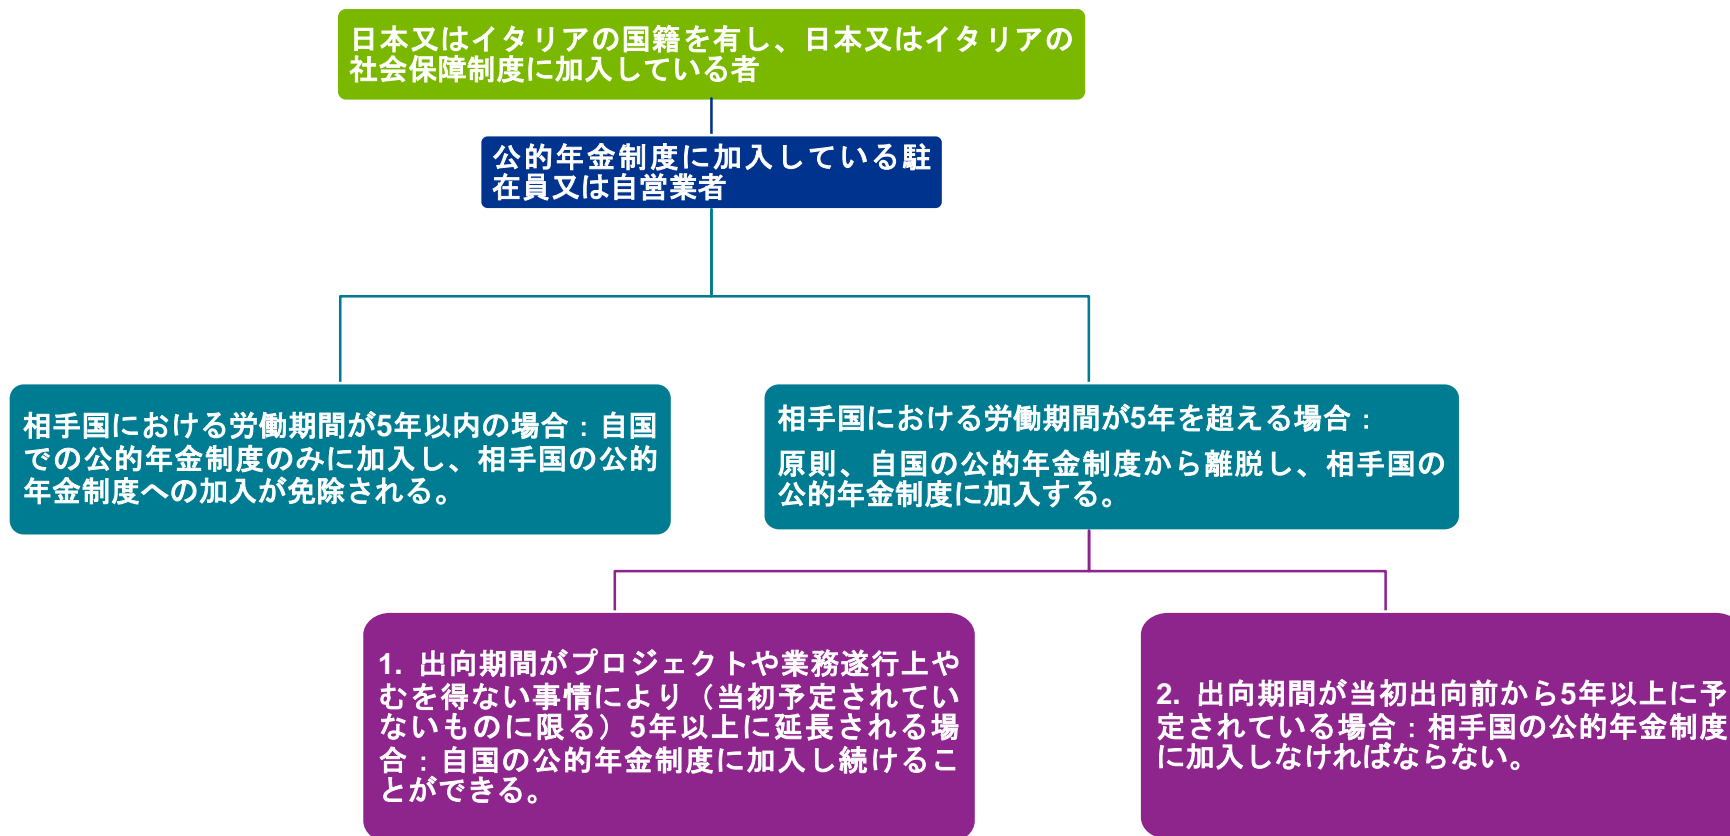 日本又はイタリアの国籍を有し、日本又はイタリアの
社会保障制度に加入している者
公的年金制度に加入している駐
在員又は自営業者
相手国における労働期間が5年以内の場合：自国
での公的年金制度のみに加入し、相手国の公的
年金制度への加入が免除される。
相手国における労働期間が5年を超える場合：
原則、自国の公的年金制度から離脱し、相手国の
公的年金制度に加入する。
1. 出向期間がプロジェクトや業務遂行上や
むを得ない事情により（当初予定されてい
ないものに限る）5年以上に延長される場
合：自国の公的年金制度に加入し続けるこ
とができる。
2. 出向期間が当初出向前から5年以上に予
定されている場合：相手国の公的年金制度
に加入しなければならない。